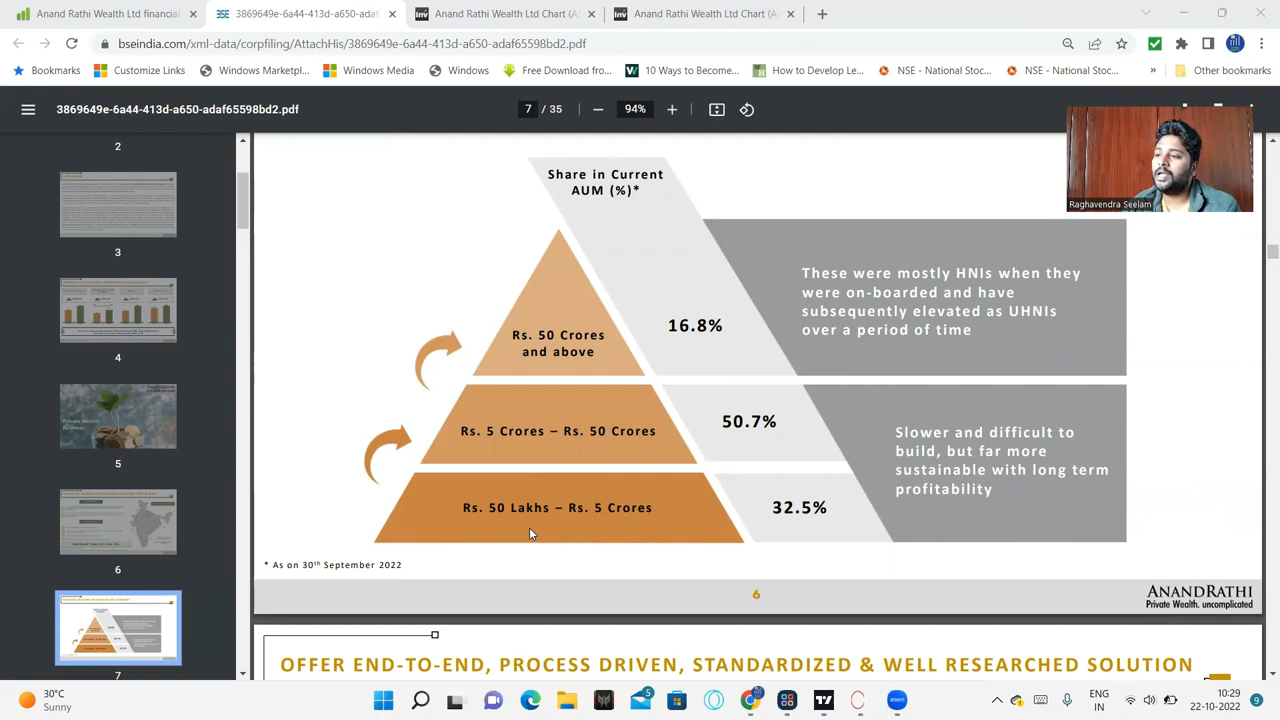 Anand Rathi Wealth Ltd financial
3869649e-6a44-413d-a650-adaf
Anand Rathi Wealth Ltd Chart (A
Anand Rathi Wealth Ltd Chart (A
bseindia.com/xml-data/corpfiling/AttachHis/3869649e-6a44-413d-a650-adaf65598bd2.pdf
Bookmarks
Customize Links
Windows Marketpl...
Windows Media
Windows
Free Download fro...
10 Ways to Become...
How to Develop Le...
NSE - National Stoc...
NSE - National Stoc...
Other bookmarks
3869649e-6a44-413d-a650-adaf65598bd2.pdf
7 / 35
94%
2
3
4
5
6
7
Share in Current
AUM (%)*
Rs. 50 Crores
and above
16.8%
These were mostly HNIs when they
were on-boarded and have
subsequently elevated as UHNIs
over a period of time
Rs. 5 Crores – Rs. 50 Crores
50.7%
Slower and difficult to
build, but far more
sustainable with long term
profitability
Rs. 50 Lakhs – Rs. 5 Crores
32.5%
* As on 30th September 2022
6
ANANDRATHI
Private Wealth. uncomplicated
OFFER END-TO-END, PROCESS DRIVEN, STANDARDIZED & WELL RESEARCHED SOLUTION
Raghavendra Seelam
30°C
Sunny
5
ENG
IN
10:29
22-10-2022
9